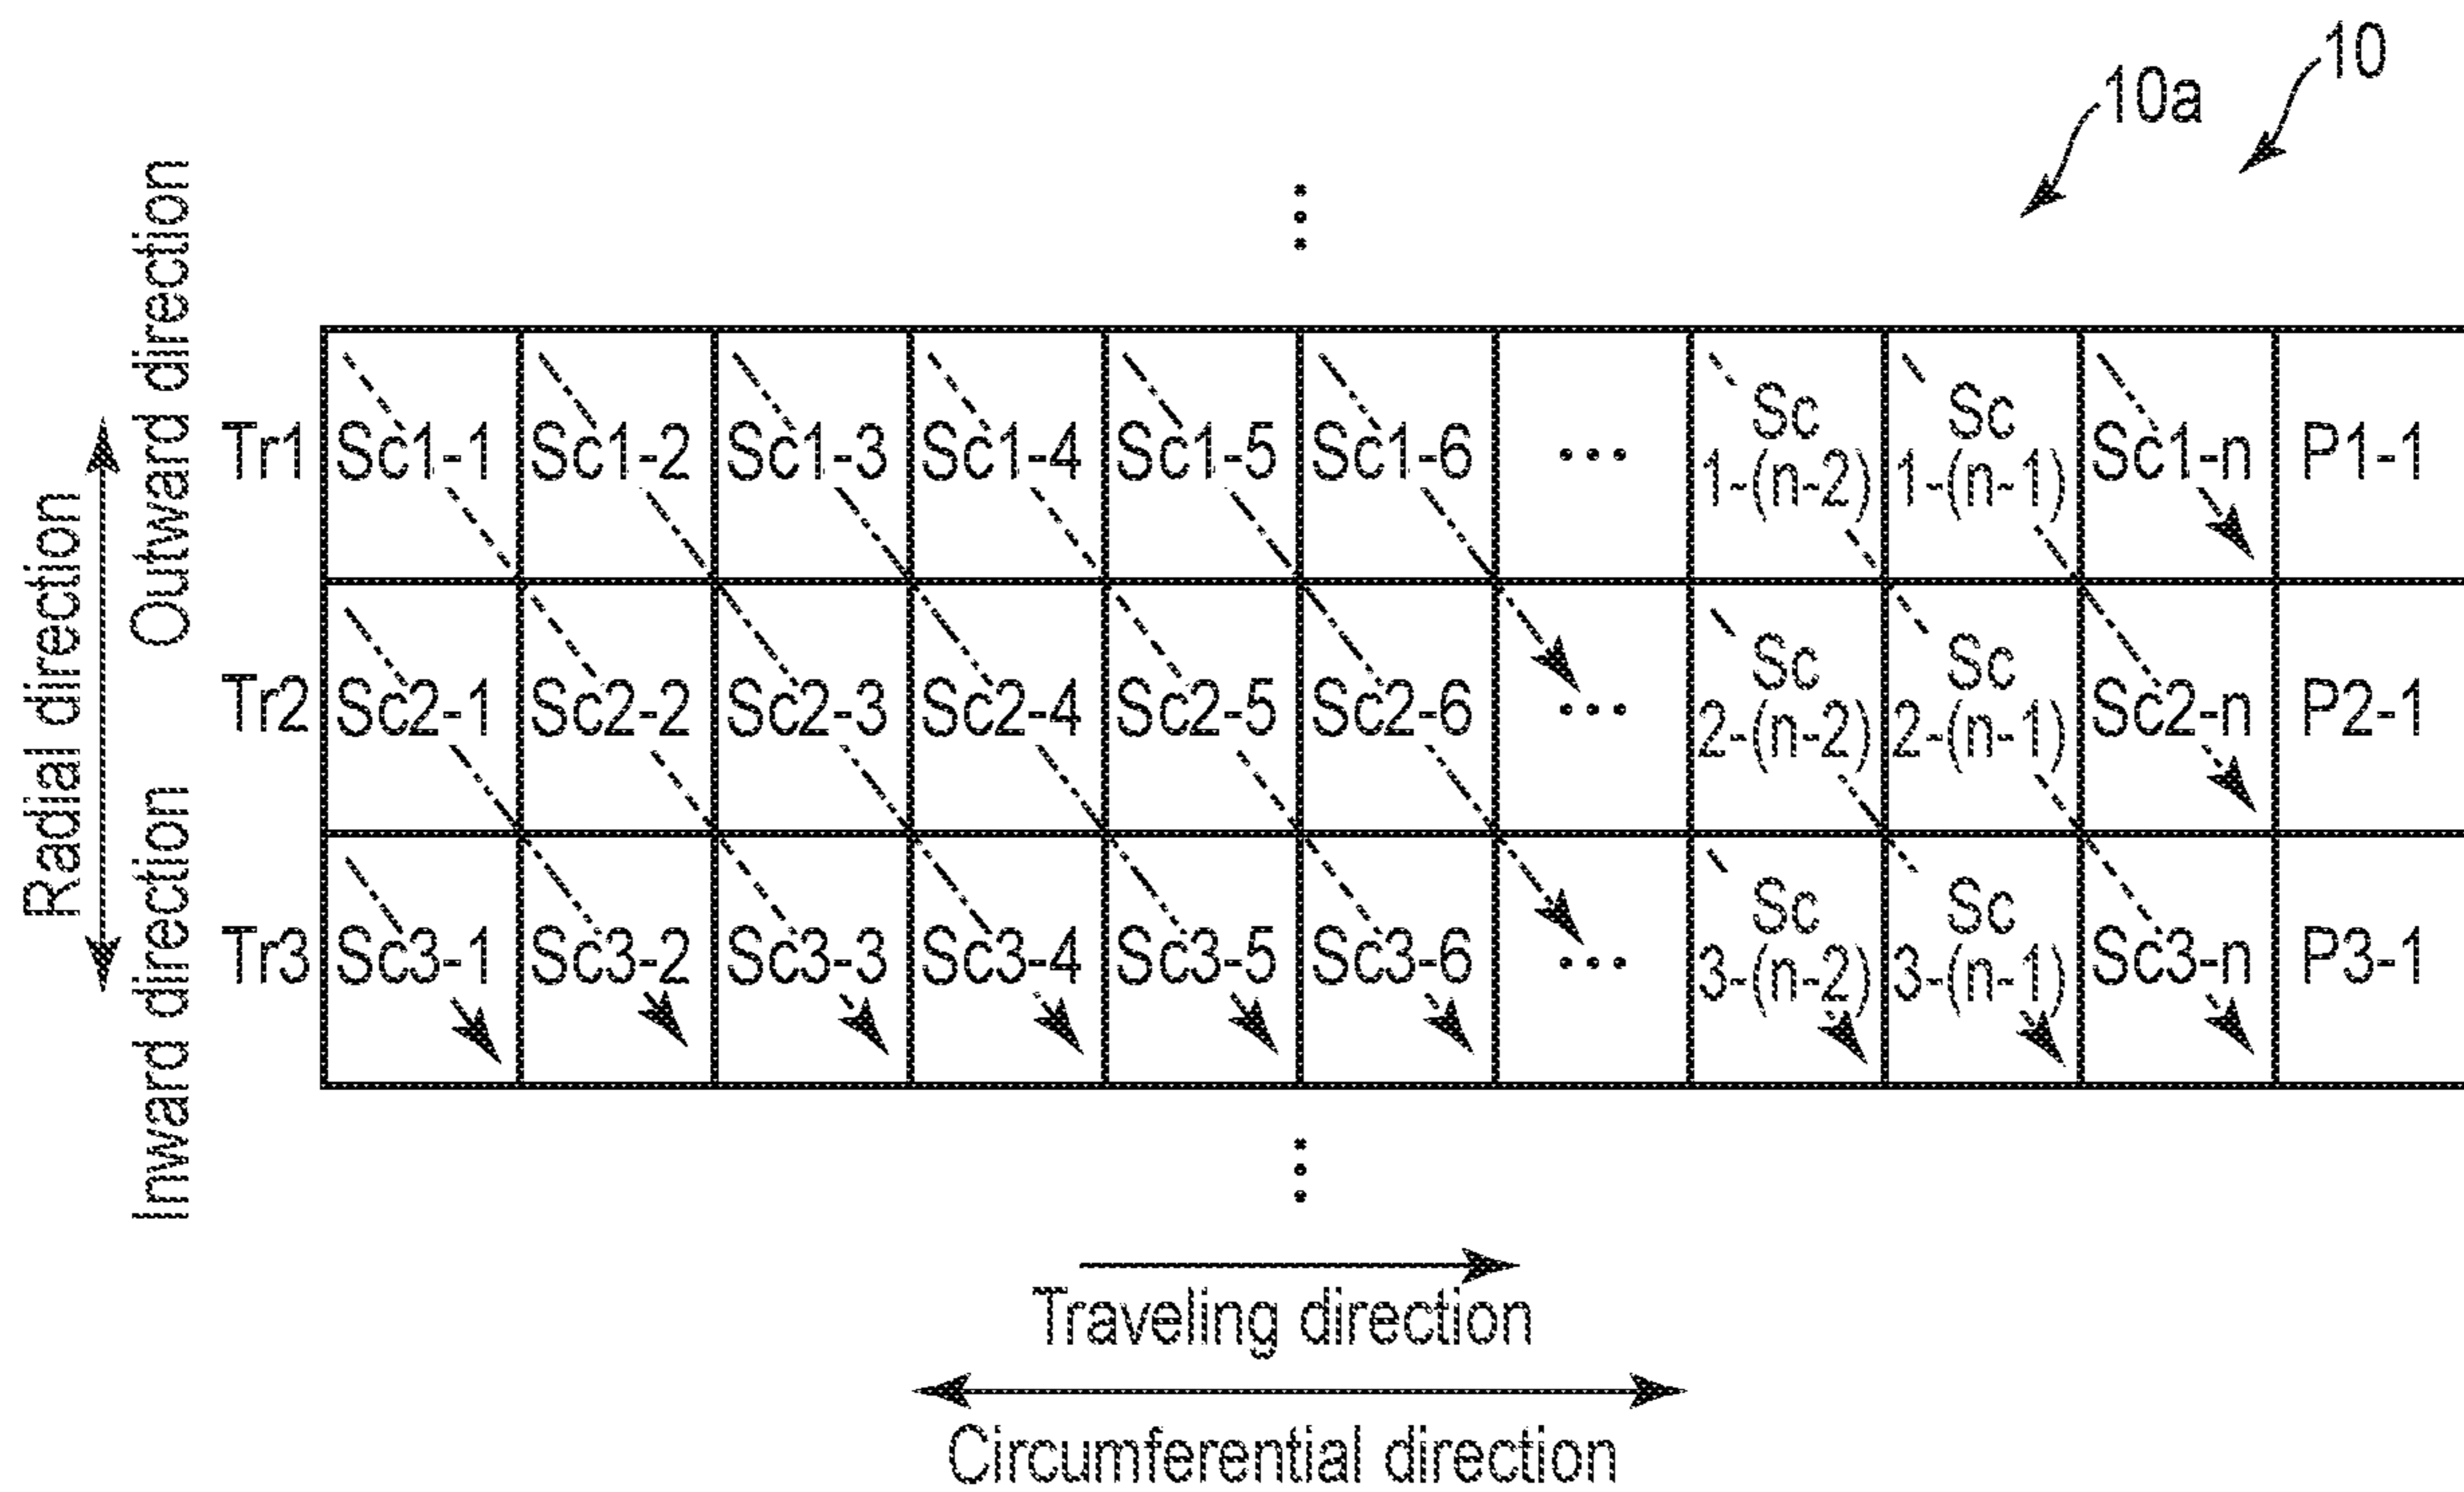 10
10a
Radial direction
Outward direction
Inward direction
Tr1 Sc1-1 Sc1-2 Sc1-3 Sc1-4 Sc1-5 Sc1-6 ... Sc 1-(n-2) Sc 1-(n-1) Sc1-n P1-1
Tr2 Sc2-1 Sc2-2 Sc2-3 Sc2-4 Sc2-5 Sc2-6 ... Sc 2-(n-2) Sc 2-(n-1) Sc2-n P2-1
Tr3 Sc3-1 Sc3-2 Sc3-3 Sc3-4 Sc3-5 Sc3-6 ... Sc 3-(n-2) Sc 3-(n-1) Sc3-n P3-1
Traveling direction
Circumferential direction